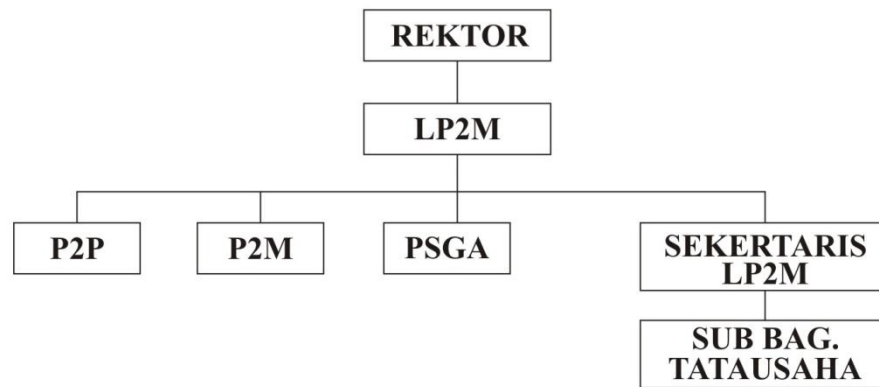 REKTOR
LP2M
P2P
P2M
PSGA
SEKERTARIS
LP2M
SUB BAG.
TATAUSAHA